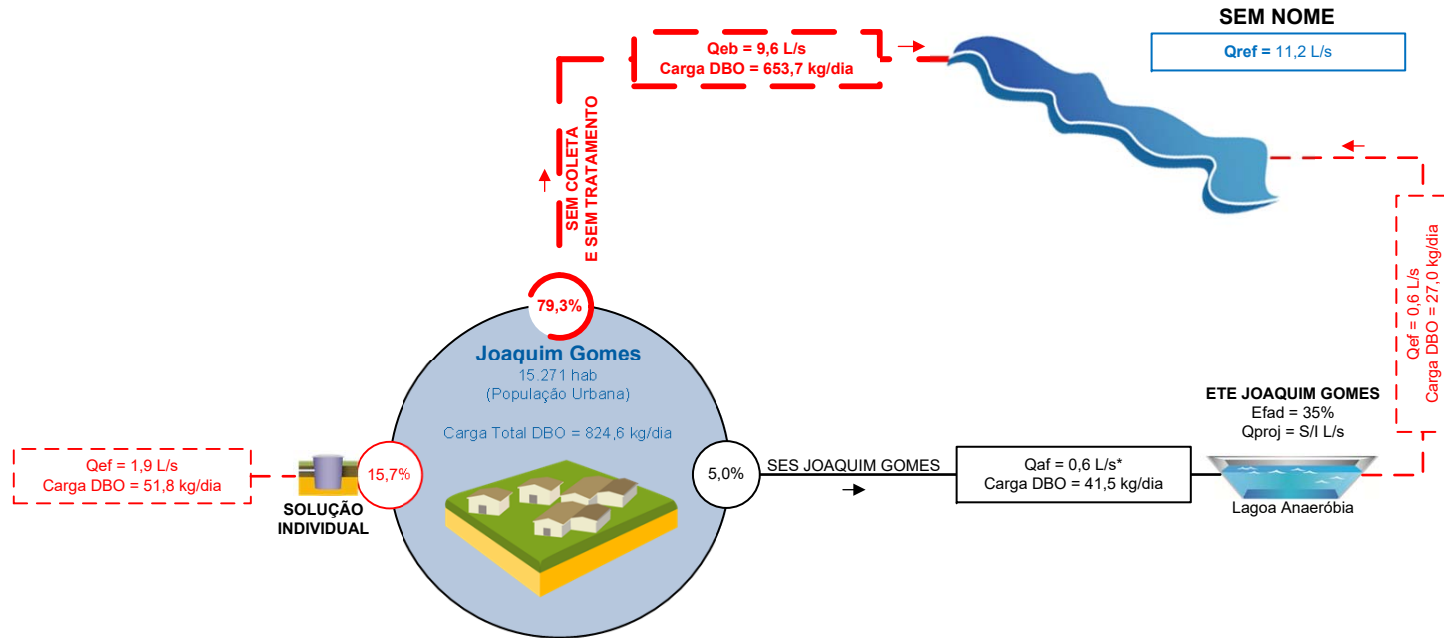 SEM NOME
Qref = 11,2 L/s
Qeb = 9,6 L/s
Carga DBO = 653,7 kg/dia
SEM COLETA
E SEM TRATAMENTO
79,3%
Joaquim Gomes
15.271 hab
(População Urbana)
Carga Total DBO = 824,6 kg/dia
Qef = 1,9 L/s
Carga DBO = 51,8 kg/dia
SOLUÇÃO
INDIVIDUAL
15,7%
5,0%
SES JOAQUIM GOMES
Qaf = 0,6 L/s*
Carga DBO = 41,5 kg/dia
ETE JOAQUIM GOMES
Efad = 35%
Qproj = S/I L/s
Lagoa Anaeróbia
Qef = 0,6 L/s
Carga DBO = 27,0 kg/dia